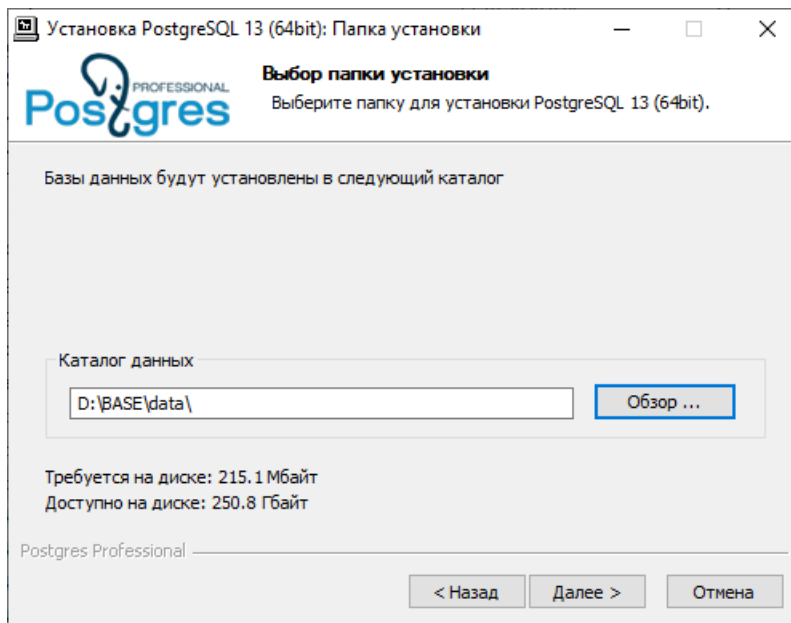 Установка PostgreSQL 13 (64bit): Папка установки
PROFESSIONAL
Postgres
Выбор папки установки
Выберите папку для установки PostgreSQL 13 (64bit).
Базы данных будут установлены в следующий каталог
Каталог данных
D:\BASE\data\
Обзор ...
Требуется на диске: 215.1 Мбайт
Доступно на диске: 250.8 Гбайт
Postgres Professional
< Назад
Далее >
Отмена